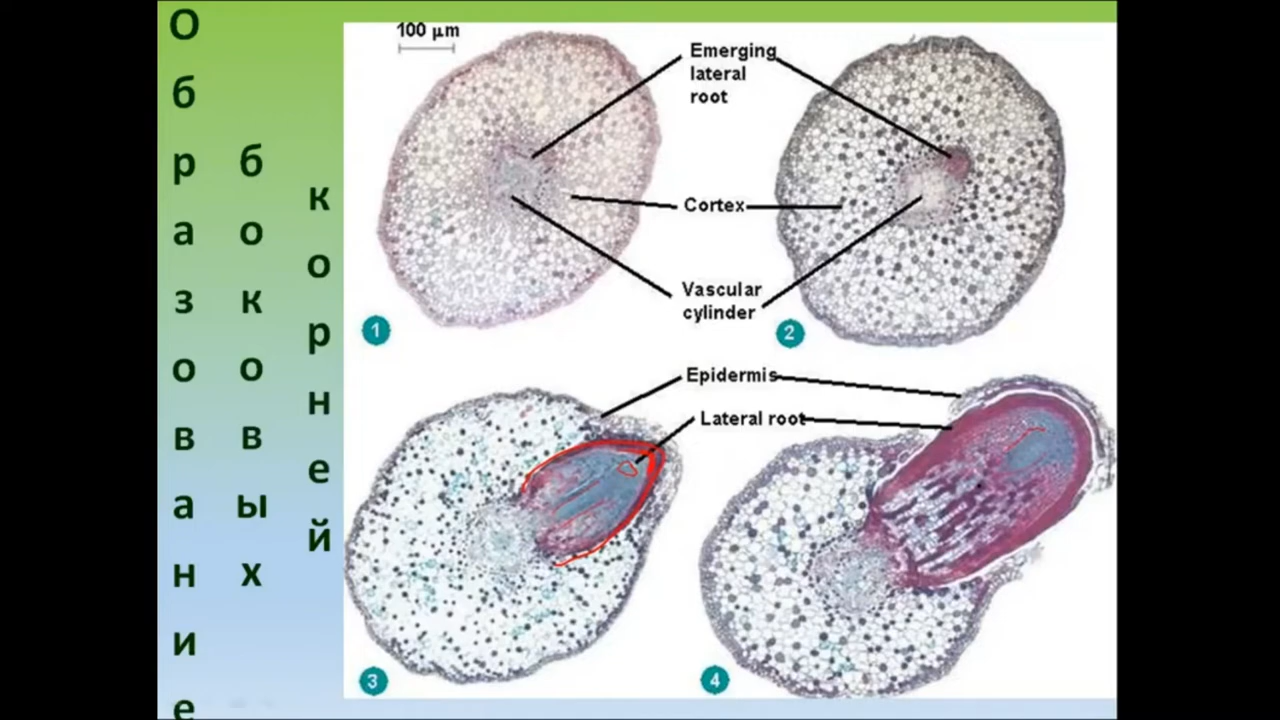 Образование
боковых
корней
100 µm
Emerging
lateral
root
Cortex
Vascular
cylinder
1
2
Epidermis
Lateral root
3
4